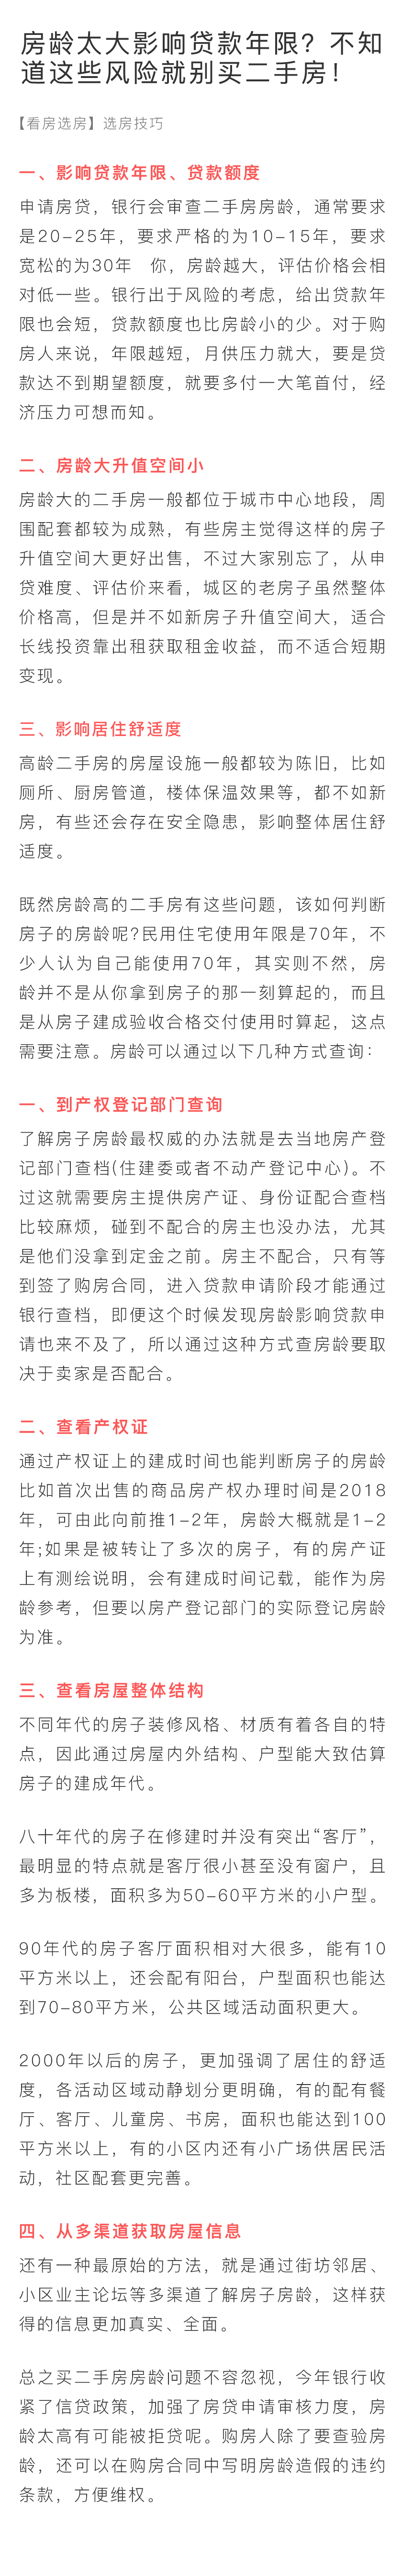 房龄太大影响贷款年限？不知
道这些风险就别买二手房！
【看房选房】选房技巧
一、影响贷款年限、贷款额度
申请房贷，银行会审查二手房房龄，通常要求
是20-25年，要求严格的为10-15年，要求
宽松的为30年 你，房龄越大，评估价格会相
对低一些。银行出于风险的考虑，给出贷款年
限也会短，贷款额度也比房龄小的少。对于购
房人来说，年限越短，月供压力就大，要是贷
款达不到期望额度，就要多付一大笔首付，经
济压力可想而知。
二、房龄大升值空间小
房龄大的二手房一般都位于城市中心地段，周
围配套都较为成熟，有些房主觉得这样的房子
升值空间大更好出售，不过大家别忘了，从申
贷难度、评估价来看，城区的老房子虽然整体
价格高，但是并不如新房子升值空间大，适合
长线投资靠出租获取租金收益，而不适合短期
变现。
三、影响居住舒适度
高龄二手房的房屋设施一般都较为陈旧，比如
厕所、厨房管道，楼体保温效果等，都不如新
房，有些还会存在安全隐患，影响整体居住舒
适度。
既然房龄高的二手房有这些问题，该如何判断
房子的房龄呢?民用住宅使用年限是70年，不
少人认为自己能使用70年，其实则不然，房
龄并不是从你拿到房子的那一刻算起的，而且
是从房子建成验收合格交付使用时算起，这点
需要注意。房龄可以通过以下几种方式查询：
一、到产权登记部门查询
了解房子房龄最权威的办法就是去当地房产登
记部门查档(住建委或者不动产登记中心)。不
过这就需要房主提供房产证、身份证配合查档
比较麻烦，碰到不配合的房主也没办法，尤其
是他们没拿到定金之前。房主不配合，只有等
到签了购房合同，进入贷款申请阶段才能通过
银行查档，即便这个时候发现房龄影响贷款申
请也来不及了，所以通过这种方式查房龄要取
决于卖家是否配合。
二、查看产权证
通过产权证上的建成时间也能判断房子的房龄
比如首次出售的商品房产权办理时间是2018
年，可由此向前推1-2年，房龄大概就是1-2
年;如果是被转让了多次的房子，有的房产证
上有测绘说明，会有建成时间记载，能作为房
龄参考，但要以房产登记部门的实际登记房龄
为准。
三、查看房屋整体结构
不同年代的房子装修风格、材质有着各自的特
点，因此通过房屋内外结构、户型能大致估算
房子的建成年代。
八十年代的房子在修建时并没有突出“客厅”，
最明显的特点就是客厅很小甚至没有窗户，且
多为板楼，面积多为50-60平方米的小户型。
90年代的房子客厅面积相对大很多，能有10
平方米以上，还会配有阳台，户型面积也能达
到70-80平方米，公共区域活动面积更大。
2000年以后的房子，更加强调了居住的舒适
度，各活动区域动静划分更明确，有的配有餐
厅、客厅、儿童房、书房，面积也能达到100
平方米以上，有的小区内还有小广场供居民活
动，社区配套更完善。
四、从多渠道获取房屋信息
还有一种最原始的方法，就是通过街坊邻居、
小区业主论坛等多渠道了解房子房龄，这样获
得的信息更加真实、全面。
总之买二手房房龄问题不容忽视，今年银行收
紧了信贷政策，加强了房贷申请审核力度，房
龄太高有可能被拒贷呢。购房人除了要查验房
龄，还可以在购房合同中写明房龄造假的违约
条款，方便维权。